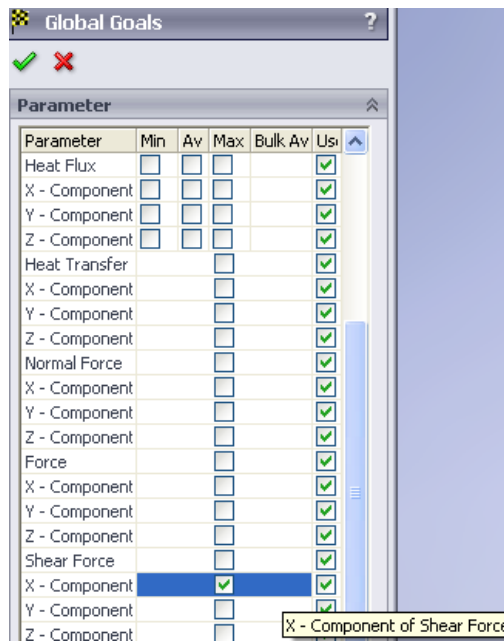 Global Goals ?
Parameter
Parameter Min Av Max Bulk Av Us
Heat Flux
X - Component
Y - Component
Z - Component
Heat Transfer
X - Component
Y - Component
Z - Component
Normal Force
X - Component
Y - Component
Z - Component
Force
X - Component
Y - Component
Z - Component
Shear Force
X - Component
Y - Component
X - Component of Shear Force
Z - Component